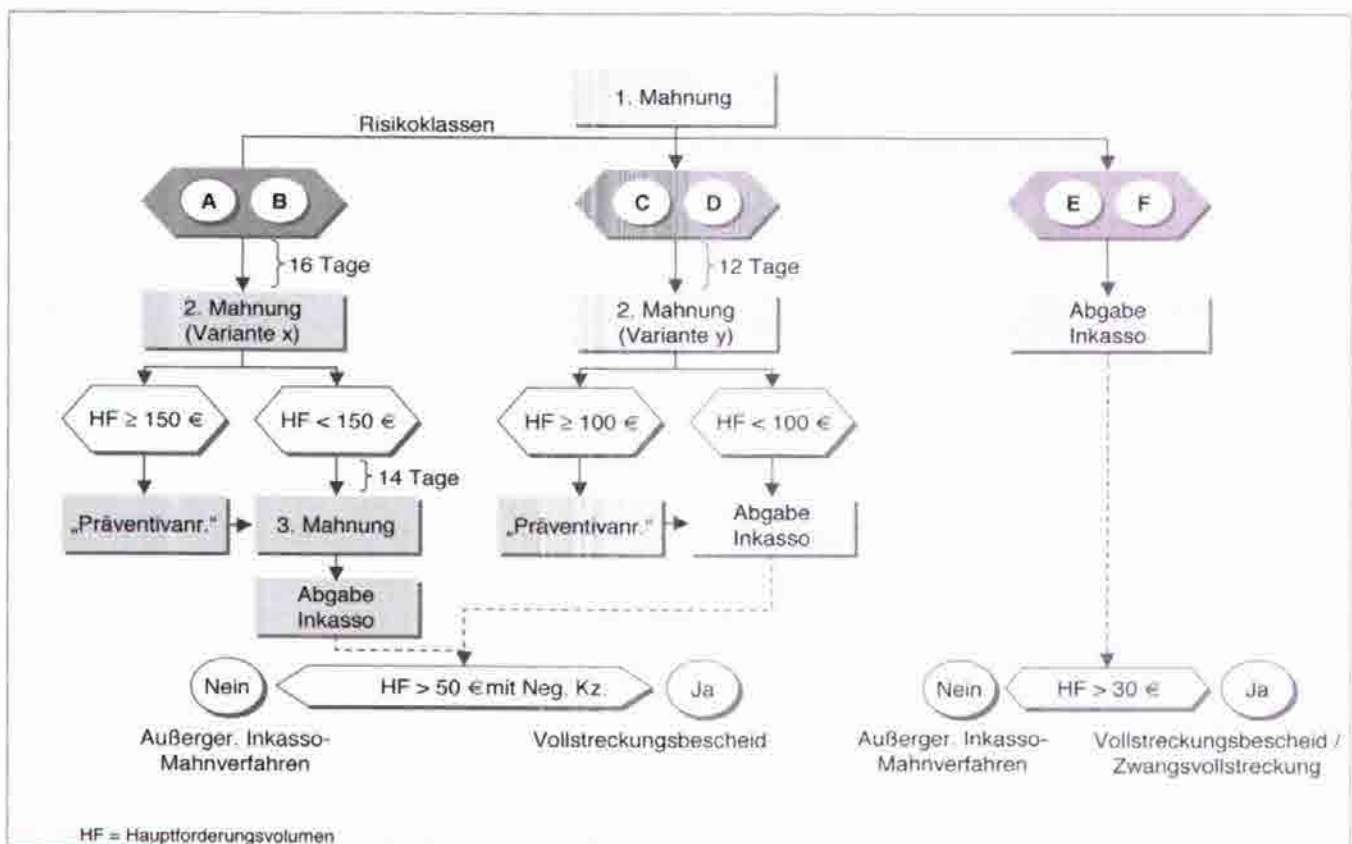 1. Mahnung
Risikoklassen
A B
C D
E F
16 Tage
12 Tage
2. Mahnung
(Variante x)
2. Mahnung
(Variante y)
Abgabe
Inkasso
HF ≥ 150 €
HF < 150 €
HF ≥ 100 €
HF < 100 €
14 Tage
„Präventivanr.“
3. Mahnung
„Präventivanr.“
Abgabe
Inkasso
Abgabe
Inkasso
Nein
HF > 50 € mit Neg. Kz.
Ja
Nein
HF > 30 €
Ja
Außerger. Inkasso-
Mahnverfahren
Vollstreckungsbescheid
Außerger. Inkasso-
Mahnverfahren
Vollstreckungsbescheid /
Zwangsvollstreckung
HF = Hauptforderungsvolumen